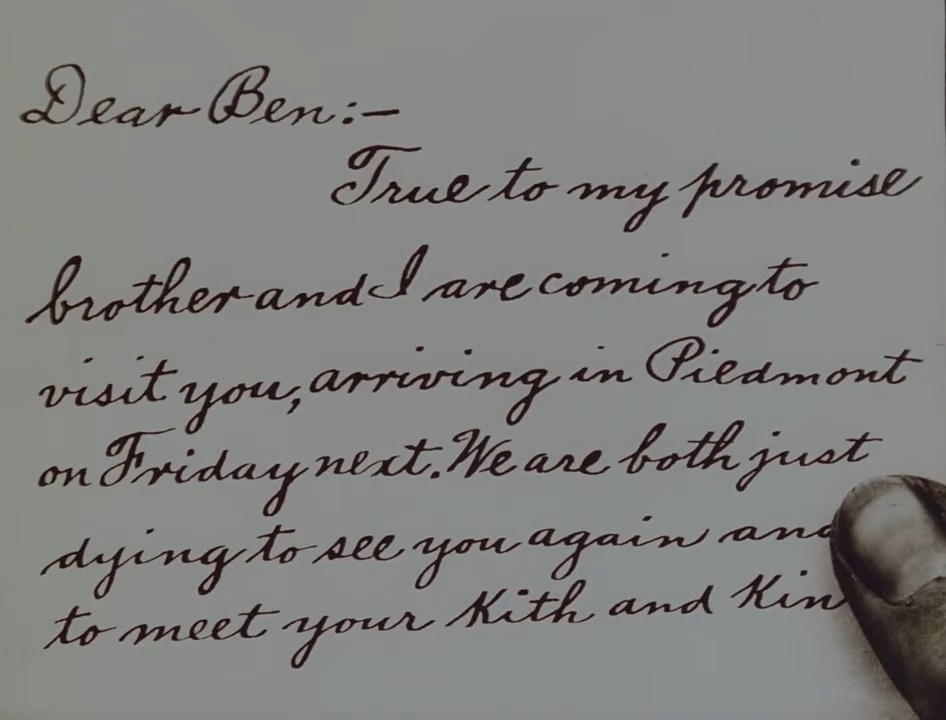 Dear Ben:—
True to my promise
brother and I are coming to
visit you, arriving in Piedmont
on Friday next. We are both just
dying to see you again and
to meet your Kith and Kin